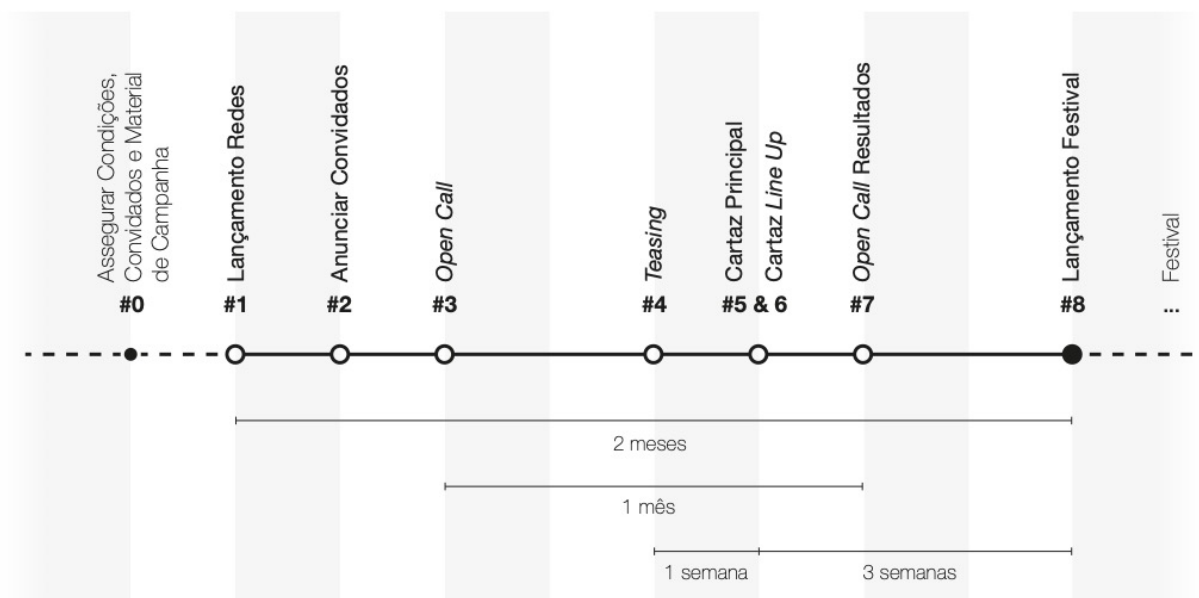 Assegurar Condições,
Convidados e Material
de Campanha
#0
Lançamento Redes
#1
Anunciar Convidados
#2
Open Call
#3
Teasing
#4
Cartaz Principal
Cartaz Line Up
#5 & 6
Open Call Resultados
#7
Lançamento Festival
#8
Festival
...
2 meses
1 mês
1 semana
3 semanas